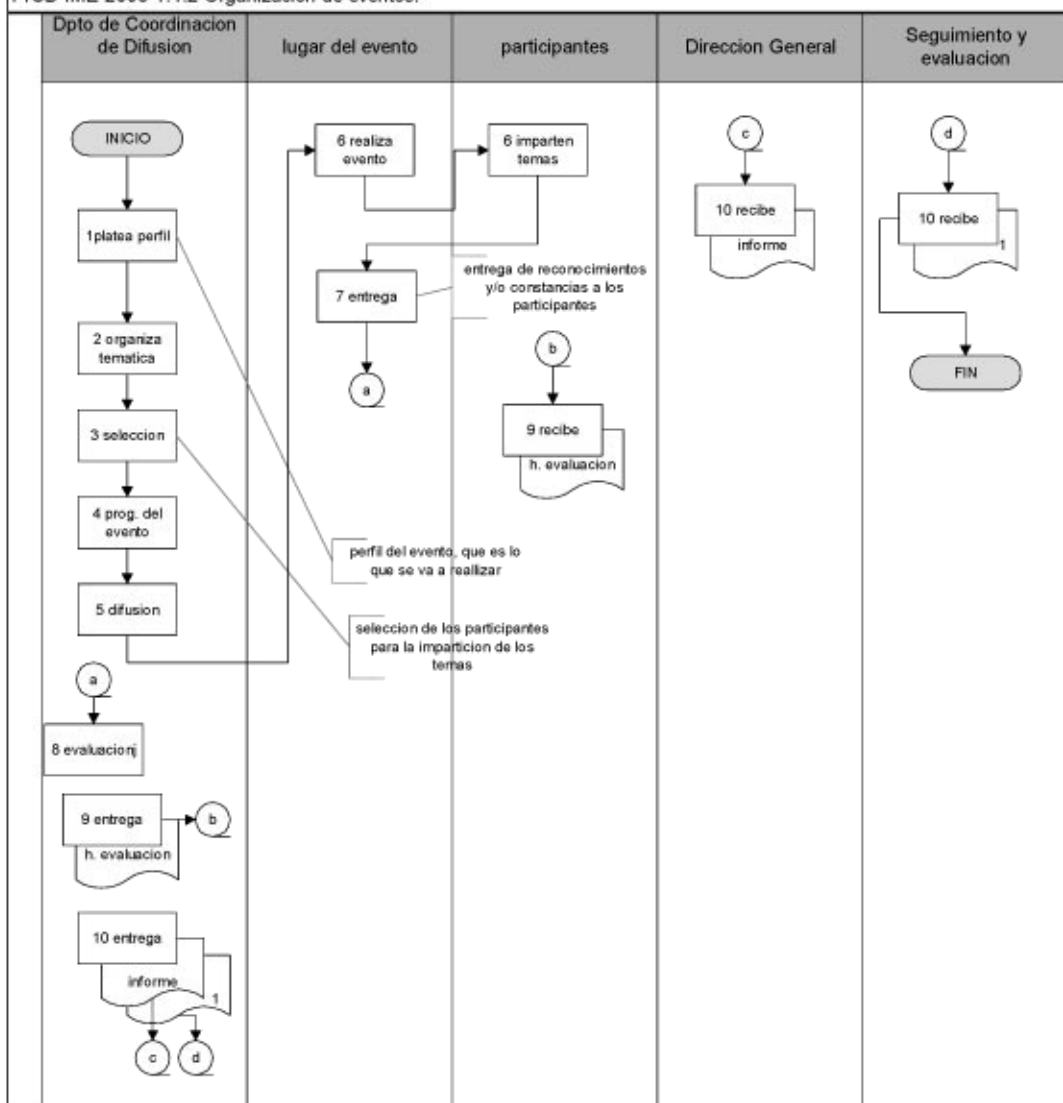 Dpto de Coordinacion
de Difusion
lugar del evento
participantes
Direccion General
Seguimiento y
evaluacion
INICIO
1platea perfil
2 organiza
tematica
3 seleccion
4 prog. del
evento
5 difusion
a
8 evaluacionj
9 entrega
h. evaluacion
b
10 entrega
informe
1
c
d
6 realiza
evento
7 entrega
a
perfil del evento, que es lo
que se va a reallizar
seleccion de los participantes
para la imparticion de los
temas
6 imparten
temas
entrega de reconocimientos
y/o constancias a los
participantes
b
9 recibe
h. evaluacion
c
10 recibe
informe
d
10 recibe
1
FIN